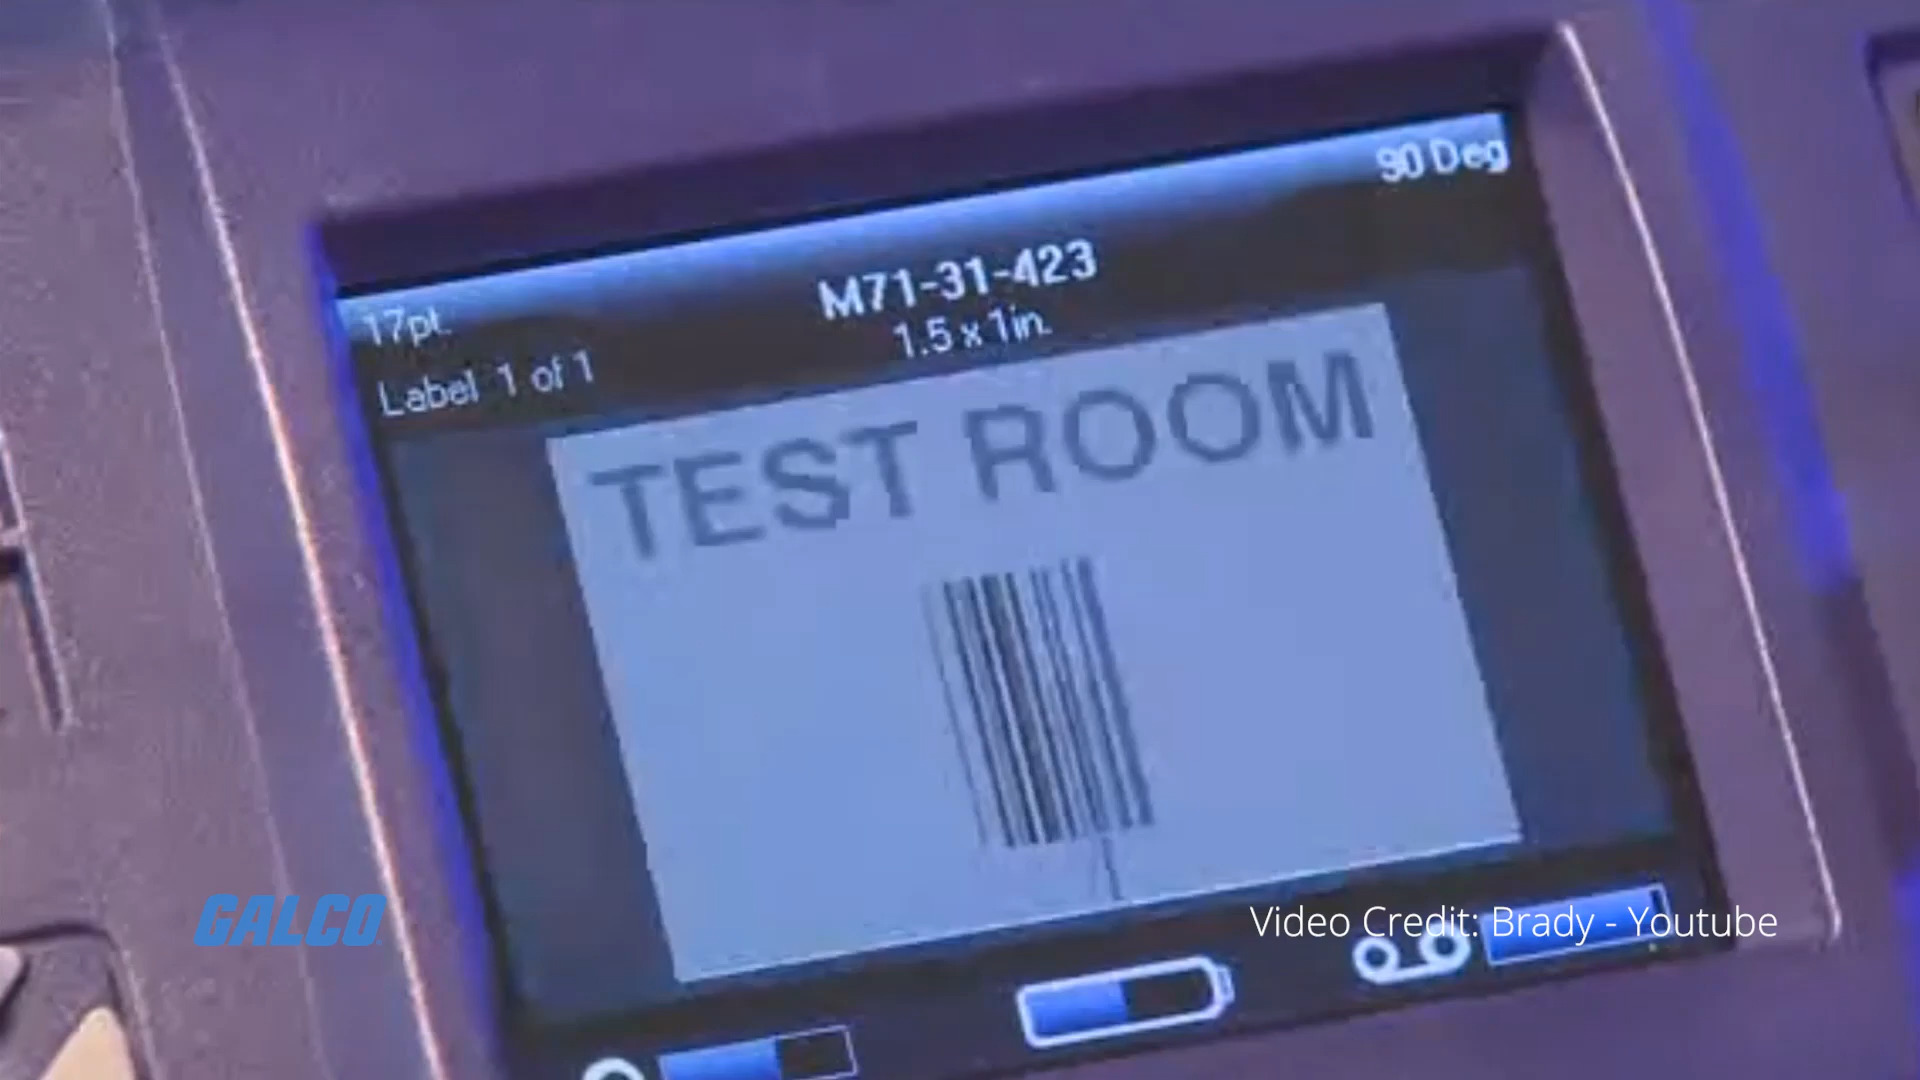 90 Deg
M71-31-423
17pt.
1.5 x 1in.
Label 1 of 1
TEST ROOM
GALCO
Video Credit: Brady - Youtube